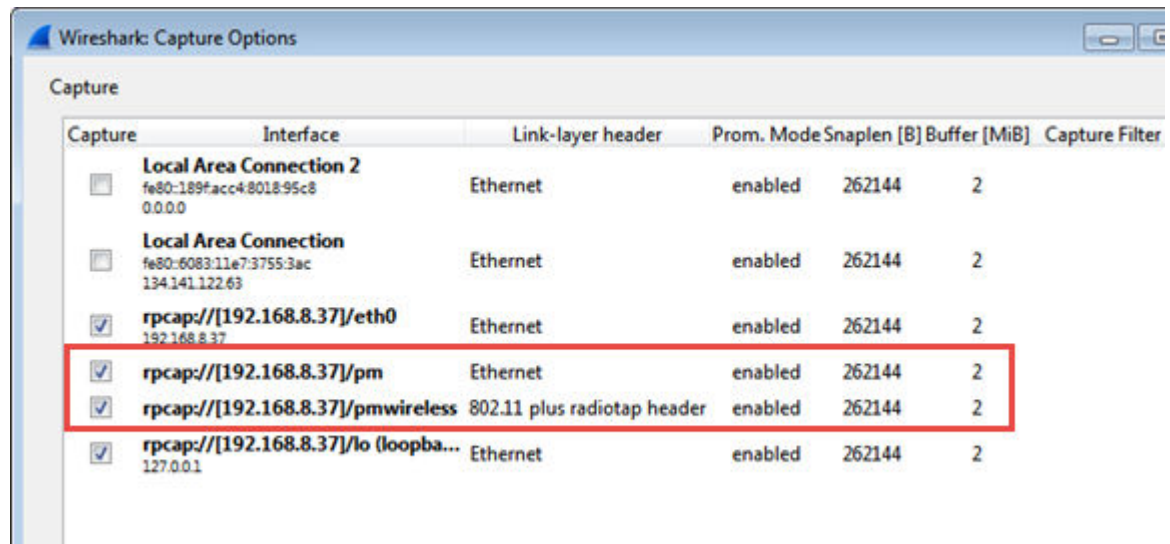 Wireshark: Capture Options
Capture
Capture Interface Link-layer header Prom. Mode Snaplen [B] Buffer [MiB] Capture Filter
Local Area Connection 2
fe80::189f:acc4:8018:95c8 Ethernet enabled 262144 2
0.0.0.0
Local Area Connection
fe80::6083:11e7:3755:3ac Ethernet enabled 262144 2
134.141.122.63
rpcap://[192.168.8.37]/eth0 Ethernet enabled 262144 2
192.168.8.37
rpcap://[192.168.8.37]/pm Ethernet enabled 262144 2
rpcap://[192.168.8.37]/pmwireless 802.11 plus radiotap header enabled 262144 2
rpcap://[192.168.8.37]/lo (loopba... Ethernet enabled 262144 2
127.0.0.1